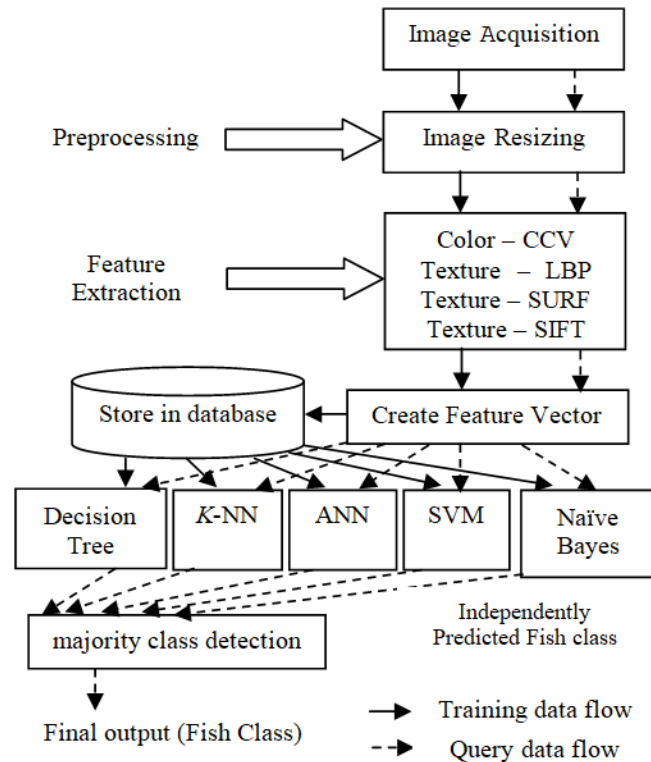 Image Acquisition
Preprocessing
Image Resizing
Feature
Extraction
Color – CCV
Texture – LBP
Texture – SURF
Texture – SIFT
Store in database
Create Feature Vector
Decision
Tree
K-NN
ANN
SVM
Naïve
Bayes
Independently
Predicted Fish class
majority class detection
Final output (Fish Class)
Training data flow
Query data flow